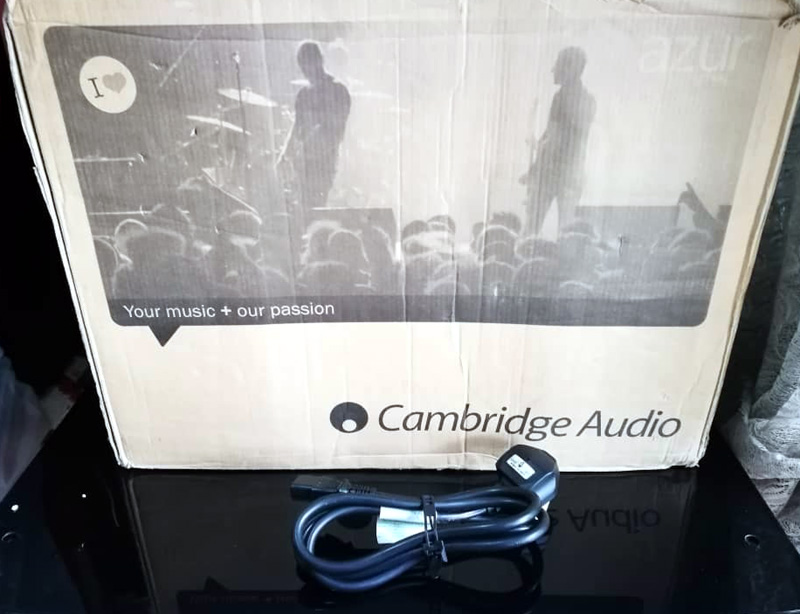 azur
I
Your music + our passion
Cambridge Audio